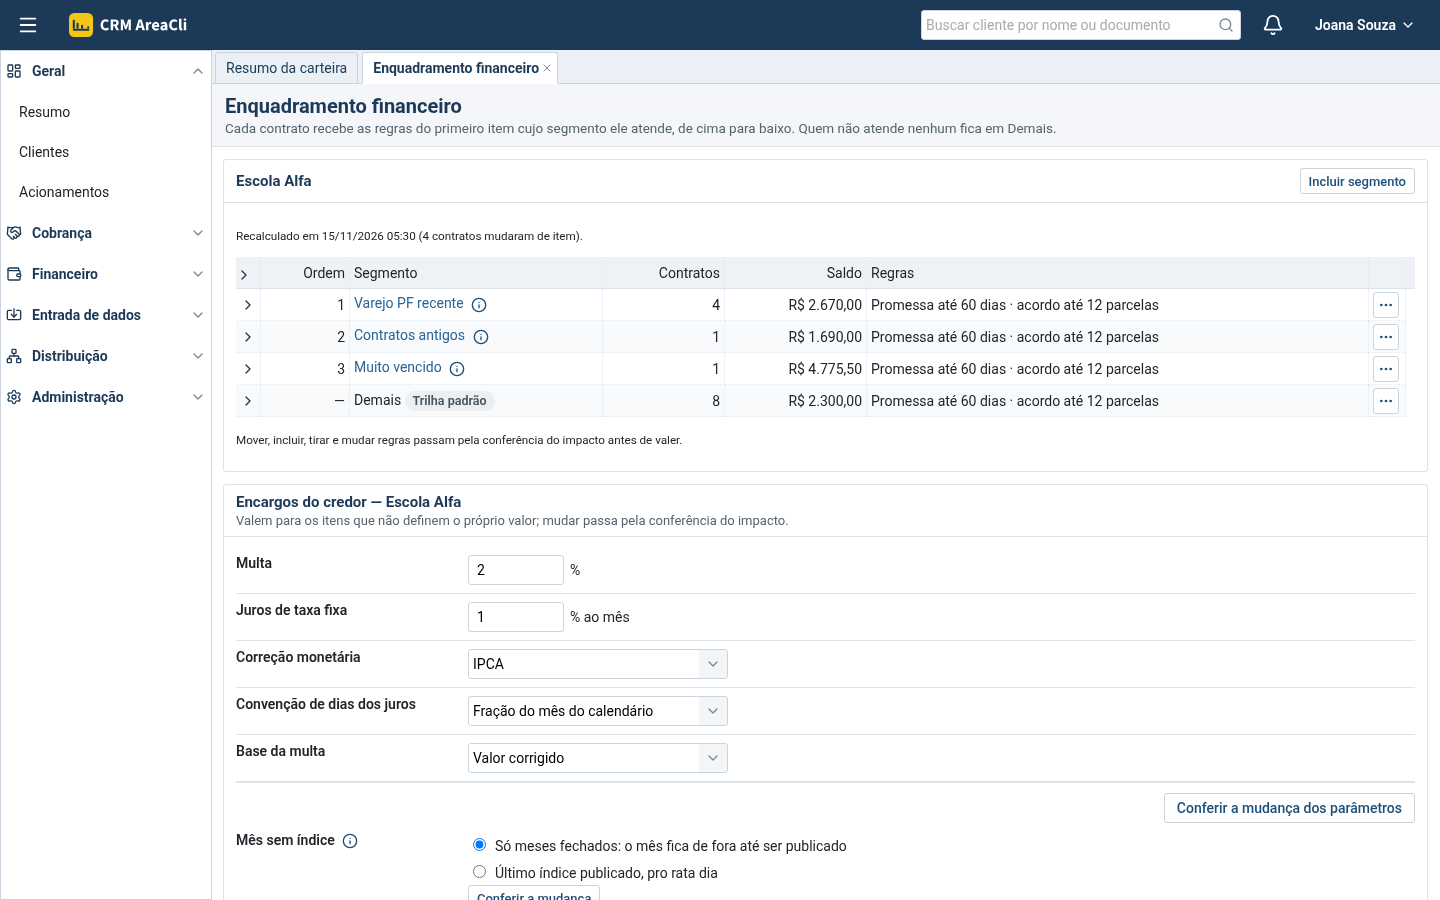 CRM AreaCli
Buscar cliente por nome ou documento
Joana Souza
Geral
Resumo
Clientes
Acionamentos
Cobrança
Financeiro
Entrada de dados
Distribuição
Administração
Resumo da carteira
Enquadramento financeiro
Enquadramento financeiro
Cada contrato recebe as regras do primeiro item cujo segmento ele atende, de cima para baixo. Quem não atende nenhum fica em Demais.
Escola Alfa
Incluir segmento
Recalculado em 15/11/2026 05:30 (4 contratos mudaram de item).
Ordem Segmento Contratos Saldo Regras
1 Varejo PF recente 4 R$ 2.670,00 Promessa até 60 dias · acordo até 12 parcelas
2 Contratos antigos 1 R$ 1.690,00 Promessa até 60 dias · acordo até 12 parcelas
3 Muito vencido 1 R$ 4.775,50 Promessa até 60 dias · acordo até 12 parcelas
— Demais Trilha padrão 8 R$ 2.300,00 Promessa até 60 dias · acordo até 12 parcelas
Mover, incluir, tirar e mudar regras passam pela conferência do impacto antes de valer.
Encargos do credor — Escola Alfa
Valem para os itens que não definem o próprio valor; mudar passa pela conferência do impacto.
Multa 2 %
Juros de taxa fixa 1 % ao mês
Correção monetária IPCA
Convenção de dias dos juros Fração do mês do calendário
Base da multa Valor corrigido
Conferir a mudança dos parâmetros
Mês sem índice
Só meses fechados: o mês fica de fora até ser publicado
Último índice publicado, pro rata dia
Conferir a mudança